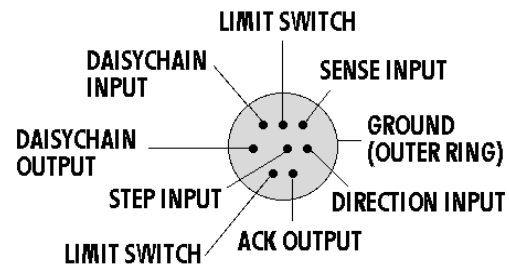 LIMIT SWITCH
DAISYCHAIN
INPUT
SENSE INPUT
GROUND
(OUTER RING)
DAISYCHAIN
OUTPUT
STEP INPUT
DIRECTION INPUT
LIMIT SWITCH
ACK OUTPUT